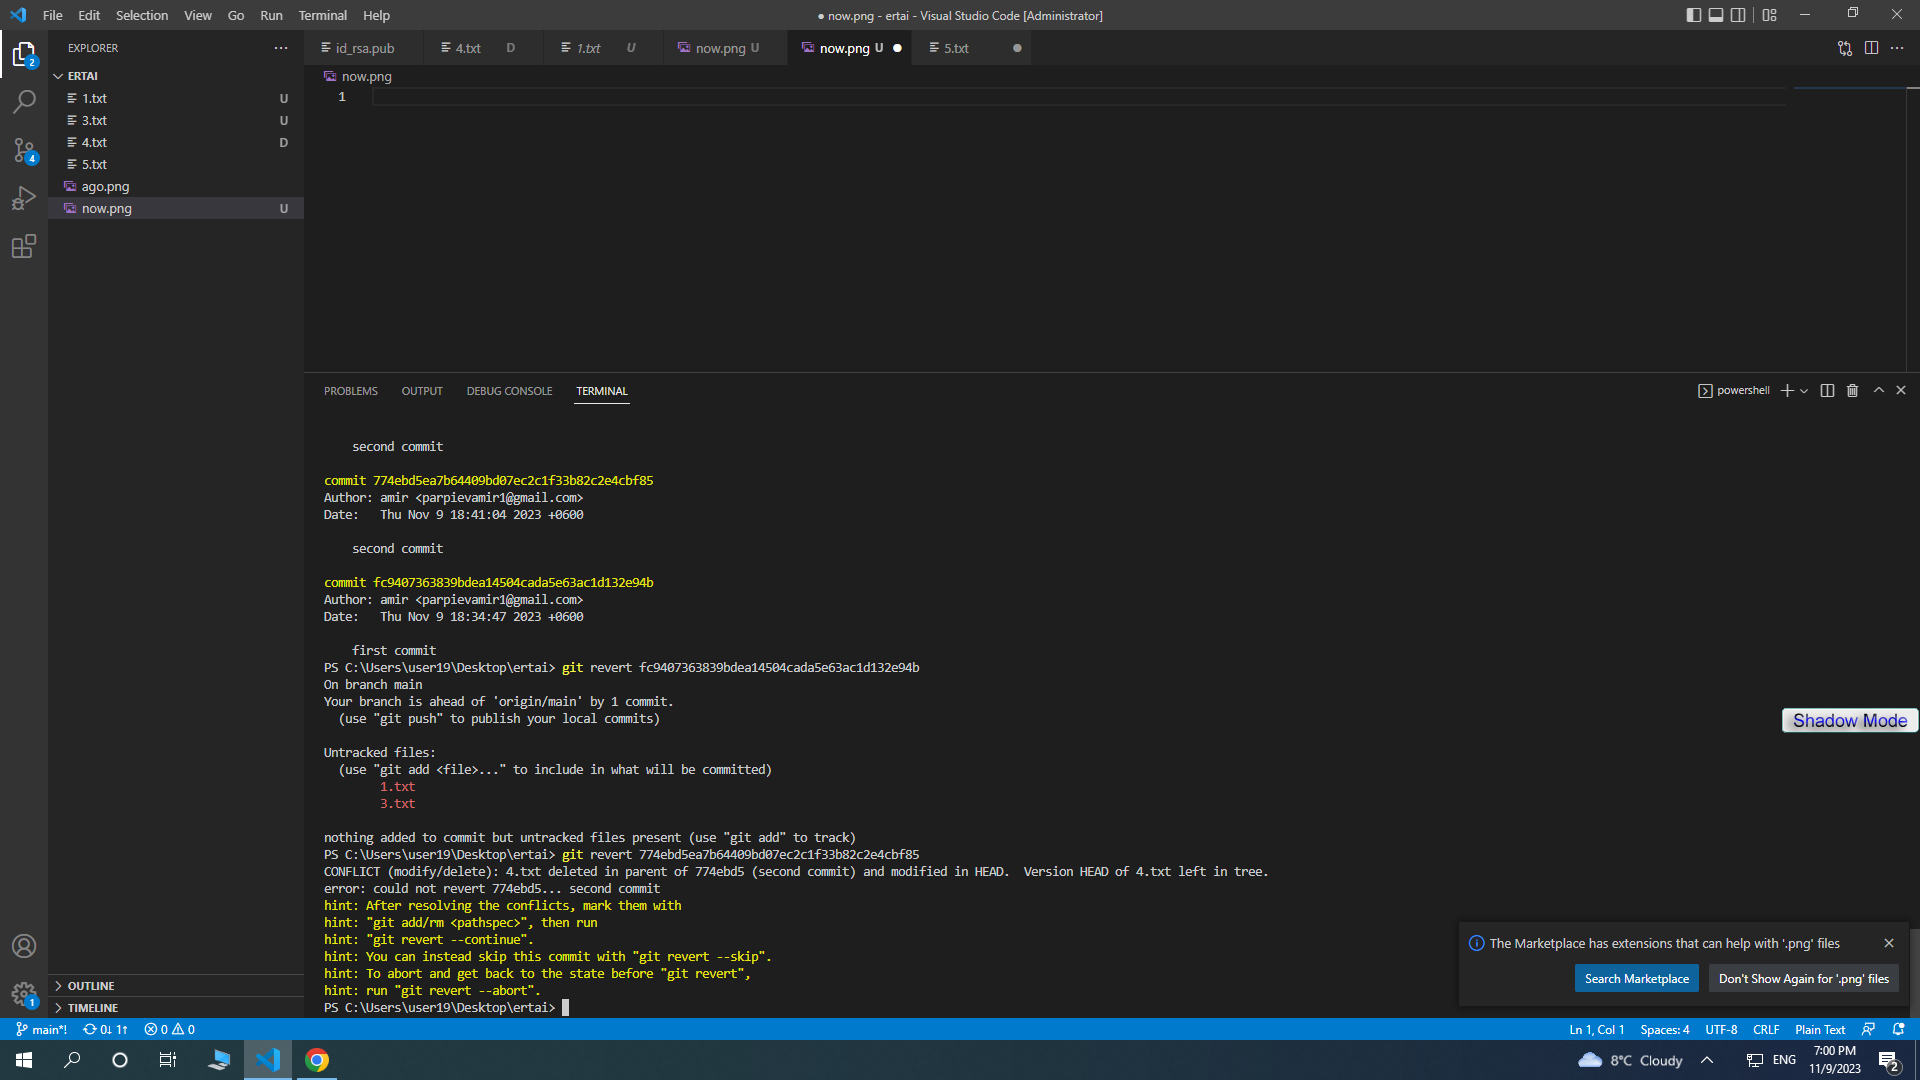 File Edit Selection View Go Run Terminal Help
● now.png - ertai - Visual Studio Code [Administrator]
EXPLORER
id_rsa.pub
4.txt D
1.txt U
now.png U
now.png U
5.txt
ERTAI
now.png
1
1.txt U
3.txt U
4.txt D
5.txt
ago.png
now.png U
2
4
PROBLEMS OUTPUT DEBUG CONSOLE TERMINAL
powershell
second commit
commit 774ebd5ea7b64409bd07ec2c1f33b82c2e4cbf85
Author: amir <parpievamir1@gmail.com>
Date: Thu Nov 9 18:41:04 2023 +0600
second commit
commit fc9407363839bdea14504cada5e63ac1d132e94b
Author: amir <parpievamir1@gmail.com>
Date: Thu Nov 9 18:34:47 2023 +0600
first commit
PS C:\Users\user19\Desktop\ertai> git revert fc9407363839bdea14504cada5e63ac1d132e94b
On branch main
Your branch is ahead of 'origin/main' by 1 commit.
(use "git push" to publish your local commits)
Untracked files:
(use "git add <file>..." to include in what will be committed)
1.txt
3.txt
nothing added to commit but untracked files present (use "git add" to track)
PS C:\Users\user19\Desktop\ertai> git revert 774ebd5ea7b64409bd07ec2c1f33b82c2e4cbf85
CONFLICT (modify/delete): 4.txt deleted in parent of 774ebd5 (second commit) and modified in HEAD.  Version HEAD of 4.txt left in tree.
error: could not revert 774ebd5... second commit
hint: After resolving the conflicts, mark them with
hint: "git add/rm <pathspec>", then run
hint: "git revert --continue".
hint: You can instead skip this commit with "git revert --skip".
hint: To abort and get back to the state before "git revert",
hint: run "git revert --abort".
PS C:\Users\user19\Desktop\ertai>
Shadow Mode
The Marketplace has extensions that can help with '.png' files
Search Marketplace
Don't Show Again for '.png' files
OUTLINE
TIMELINE
1
main*! 0↓ 1↑ 0 0
Ln 1, Col 1 Spaces: 4 UTF-8 CRLF Plain Text
8°C Cloudy
ENG
7:00 PM
11/9/2023
2